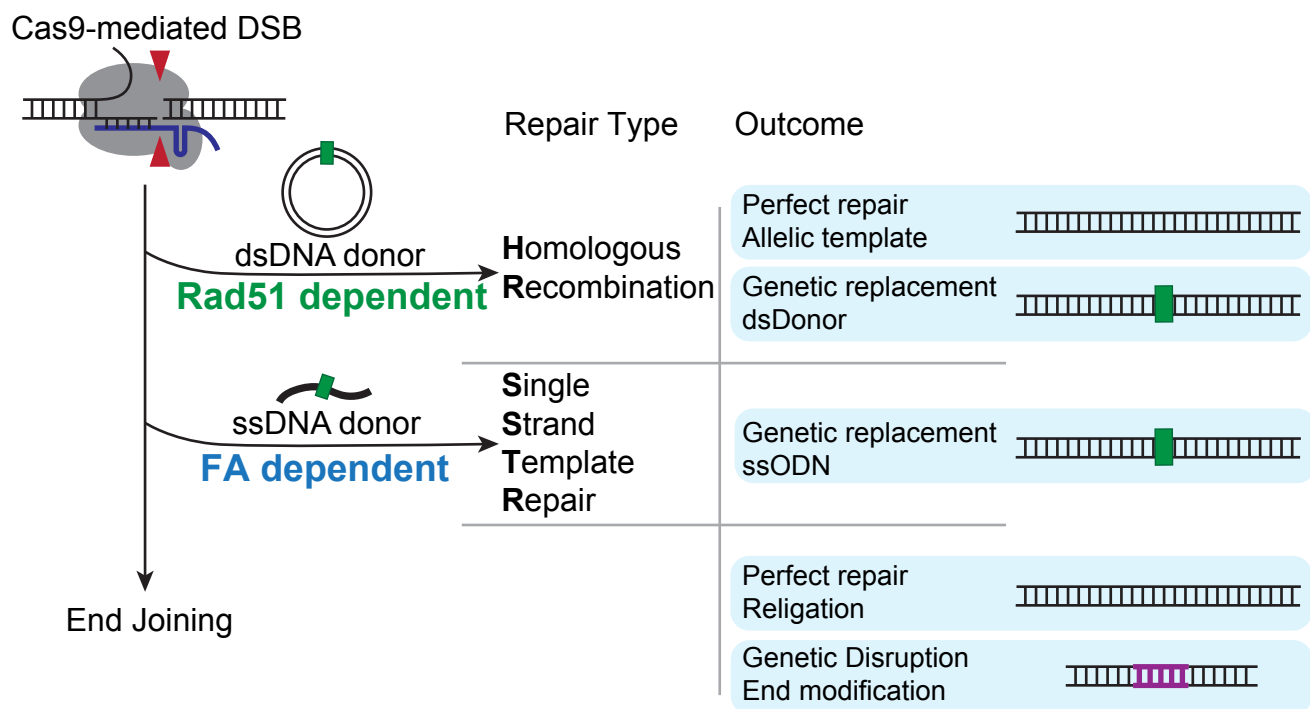 Cas9-mediated DSB
Repair Type
Outcome
dsDNA donor
Rad51 dependent
Homologous
Recombination
Perfect repair
Allelic template
Genetic replacement
dsDonor
ssDNA donor
FA dependent
Single
Strand
Template
Repair
Genetic replacement
ssODN
End Joining
Perfect repair
Religation
Genetic Disruption
End modification